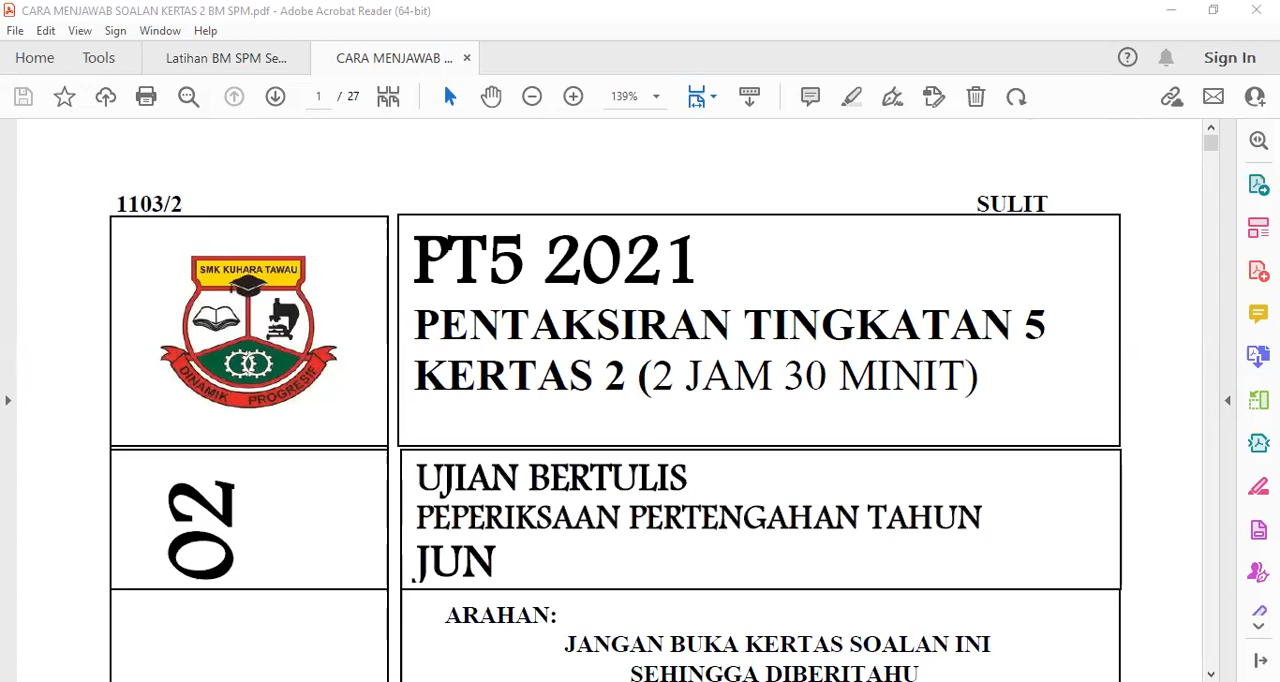 CARA MENJAWAB SOALAN KERTAS 2 BM SPM.pdf - Adobe Acrobat Reader (64-bit)
File Edit View Sign Window Help
Home Tools Latihan BM SPM Se... CARA MENJAWAB ... × Sign In
1 / 27 139%
1103/2 SULIT
SMK KUHARA TAWAU
DINAMIK PROGRESIF
PT5 2021
PENTAKSIRAN TINGKATAN 5
KERTAS 2 (2 JAM 30 MINIT)
02
UJIAN BERTULIS
PEPERIKSAAN PERTENGAHAN TAHUN
JUN
ARAHAN:
JANGAN BUKA KERTAS SOALAN INI
SEHINGGA DIBERITAHU